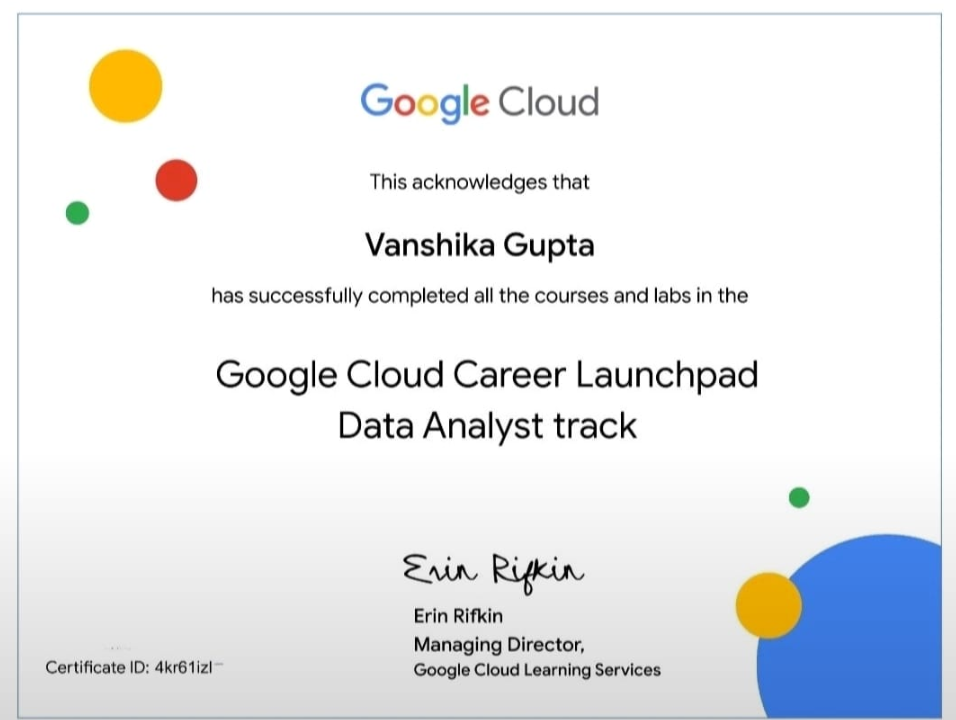 Google Cloud
This acknowledges that
Vanshika Gupta
has successfully completed all the courses and labs in the
Google Cloud Career Launchpad
Data Analyst track
Erin Rifkin
Erin Rifkin
Managing Director,
Google Cloud Learning Services
Certificate ID: 4kr61izl